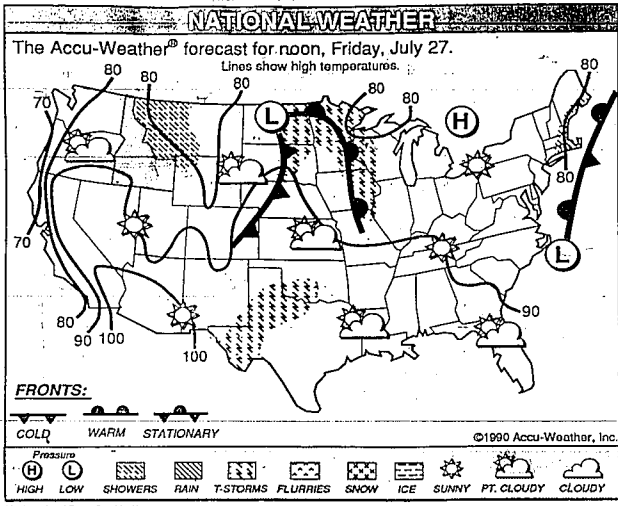 NATIONAL WEATHER
The Accu-Weather® forecast for noon, Friday, July 27.
Lines show high temperatures.
80 80 80 80 80 80
70
L
H
80
70
L
80
90 100
100
90
FRONTS:
COLD WARM STATIONARY
©1990 Accu-Weather, Inc.
Pressure
H L
HIGH LOW SHOWERS RAIN T-STORMS FLURRIES SNOW ICE SUNNY PT. CLOUDY CLOUDY